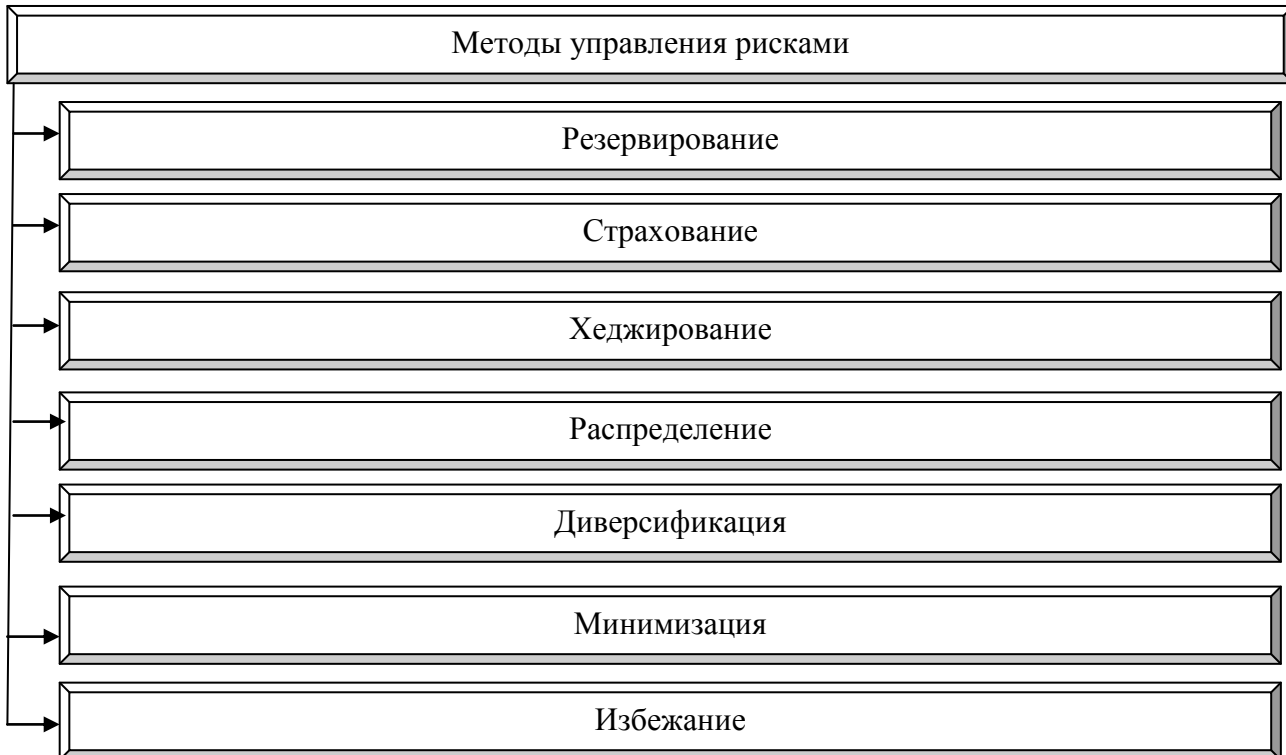 Методы управления рисками
Резервирование
Страхование
Хеджирование
Распределение
Диверсификация
Минимизация
Избежание